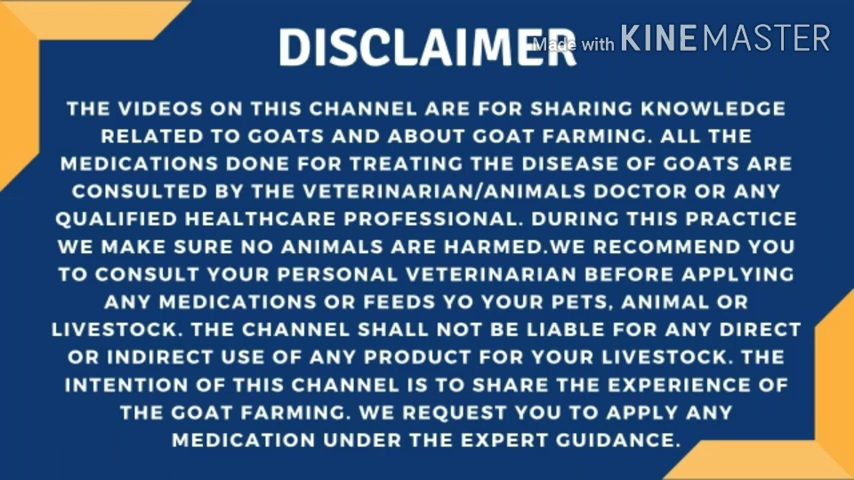 DISCLAIMER
Made with KINEMASTER
THE VIDEOS ON THIS CHANNEL ARE FOR SHARING KNOWLEDGE
RELATED TO GOATS AND ABOUT GOAT FARMING. ALL THE
MEDICATIONS DONE FOR TREATING THE DISEASE OF GOATS ARE
CONSULTED BY THE VETERINARIAN/ANIMALS DOCTOR OR ANY
QUALIFIED HEALTHCARE PROFESSIONAL. DURING THIS PRACTICE
WE MAKE SURE NO ANIMALS ARE HARMED.WE RECOMMEND YOU
TO CONSULT YOUR PERSONAL VETERINARIAN BEFORE APPLYING
ANY MEDICATIONS OR FEEDS YO YOUR PETS, ANIMAL OR
LIVESTOCK. THE CHANNEL SHALL NOT BE LIABLE FOR ANY DIRECT
OR INDIRECT USE OF ANY PRODUCT FOR YOUR LIVESTOCK. THE
INTENTION OF THIS CHANNEL IS TO SHARE THE EXPERIENCE OF
THE GOAT FARMING. WE REQUEST YOU TO APPLY ANY
MEDICATION UNDER THE EXPERT GUIDANCE.